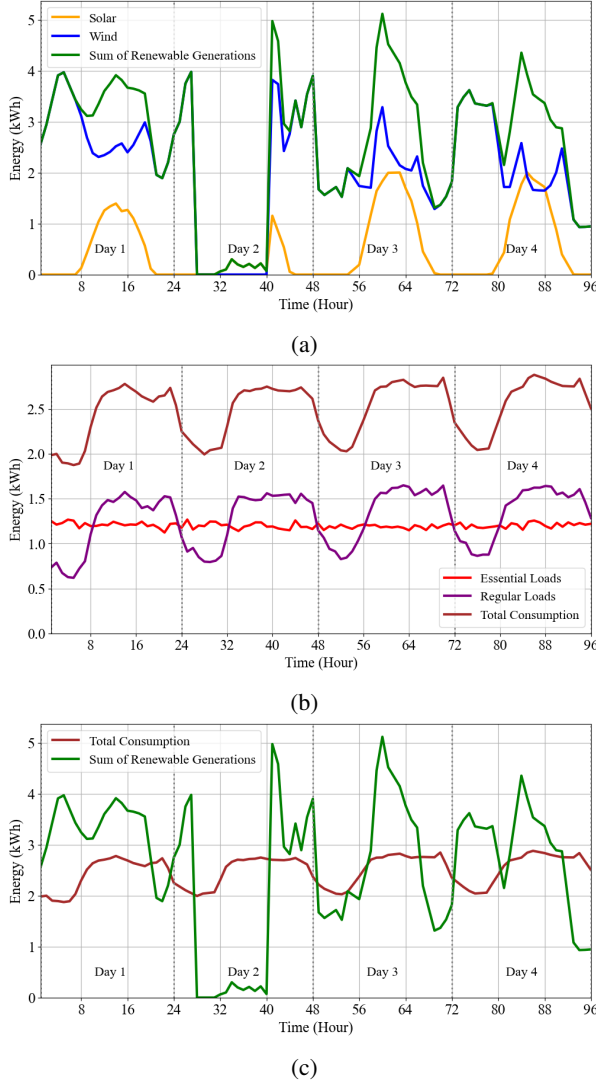 Energy (kWh)
5
4
3
2
1
0
Solar
Wind
Sum of Renewable Generations
Day 1
Day 2
Day 3
Day 4
8 16 24 32 40 48 56 64 72 80 88 96
Time (Hour)
(a)
Energy (kWh)
2.5
2.0
1.5
1.0
0.5
0.0
Day 1
Day 2
Day 3
Day 4
Essential Loads
Regular Loads
Total Consumption
8 16 24 32 40 48 56 64 72 80 88 96
Time (Hour)
(b)
Energy (kWh)
5
4
3
2
1
0
Total Consumption
Sum of Renewable Generations
Day 1
Day 2
Day 3
Day 4
8 16 24 32 40 48 56 64 72 80 88 96
Time (Hour)
(c)